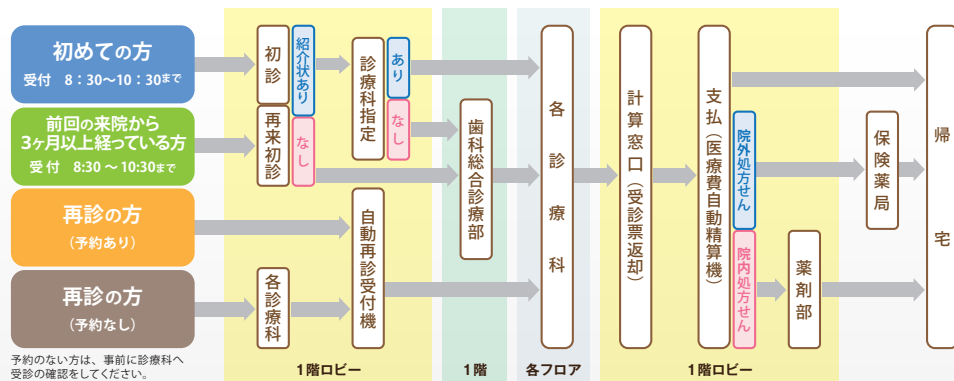 初めての方
受付 8:30〜10:30まで
前回の来院から
3ヶ月以上経っている方
受付 8:30〜10:30まで
再診の方
(予約あり)
再診の方
(予約なし)
予約のない方は、事前に診療科へ
受診の確認をしてください。
初診
紹介状あり
再来初診
なし
診療科指定
あり
なし
各診療科
自動再診受付機
1階ロビー
歯科総合診療部
1階
各診療科
各フロア
計算窓口(受診票返却)
支払(医療費自動精算機)
院外処方せん
院内処方せん
薬剤部
1階ロビー
保険薬局
帰宅